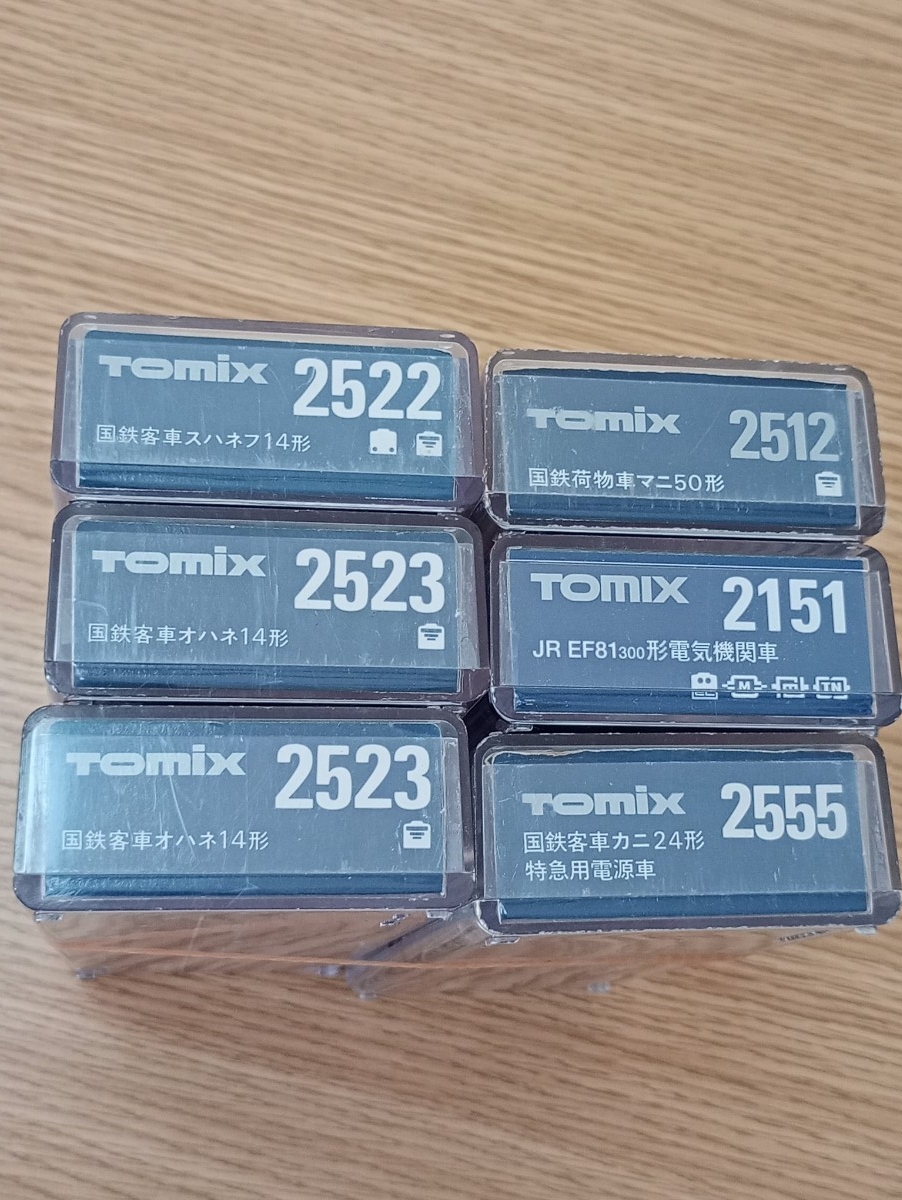 TOMIX 2522
国鉄客車スハネフ14形
TOMIX 2523
国鉄客車オハネ14形
TOMIX 2523
国鉄客車オハネ14形
TOMIX 2512
国鉄荷物車マニ50形
TOMIX 2151
JR EF81300形電気機関車
M m TN
TOMIX 2555
国鉄客車カニ24形
特急用電源車